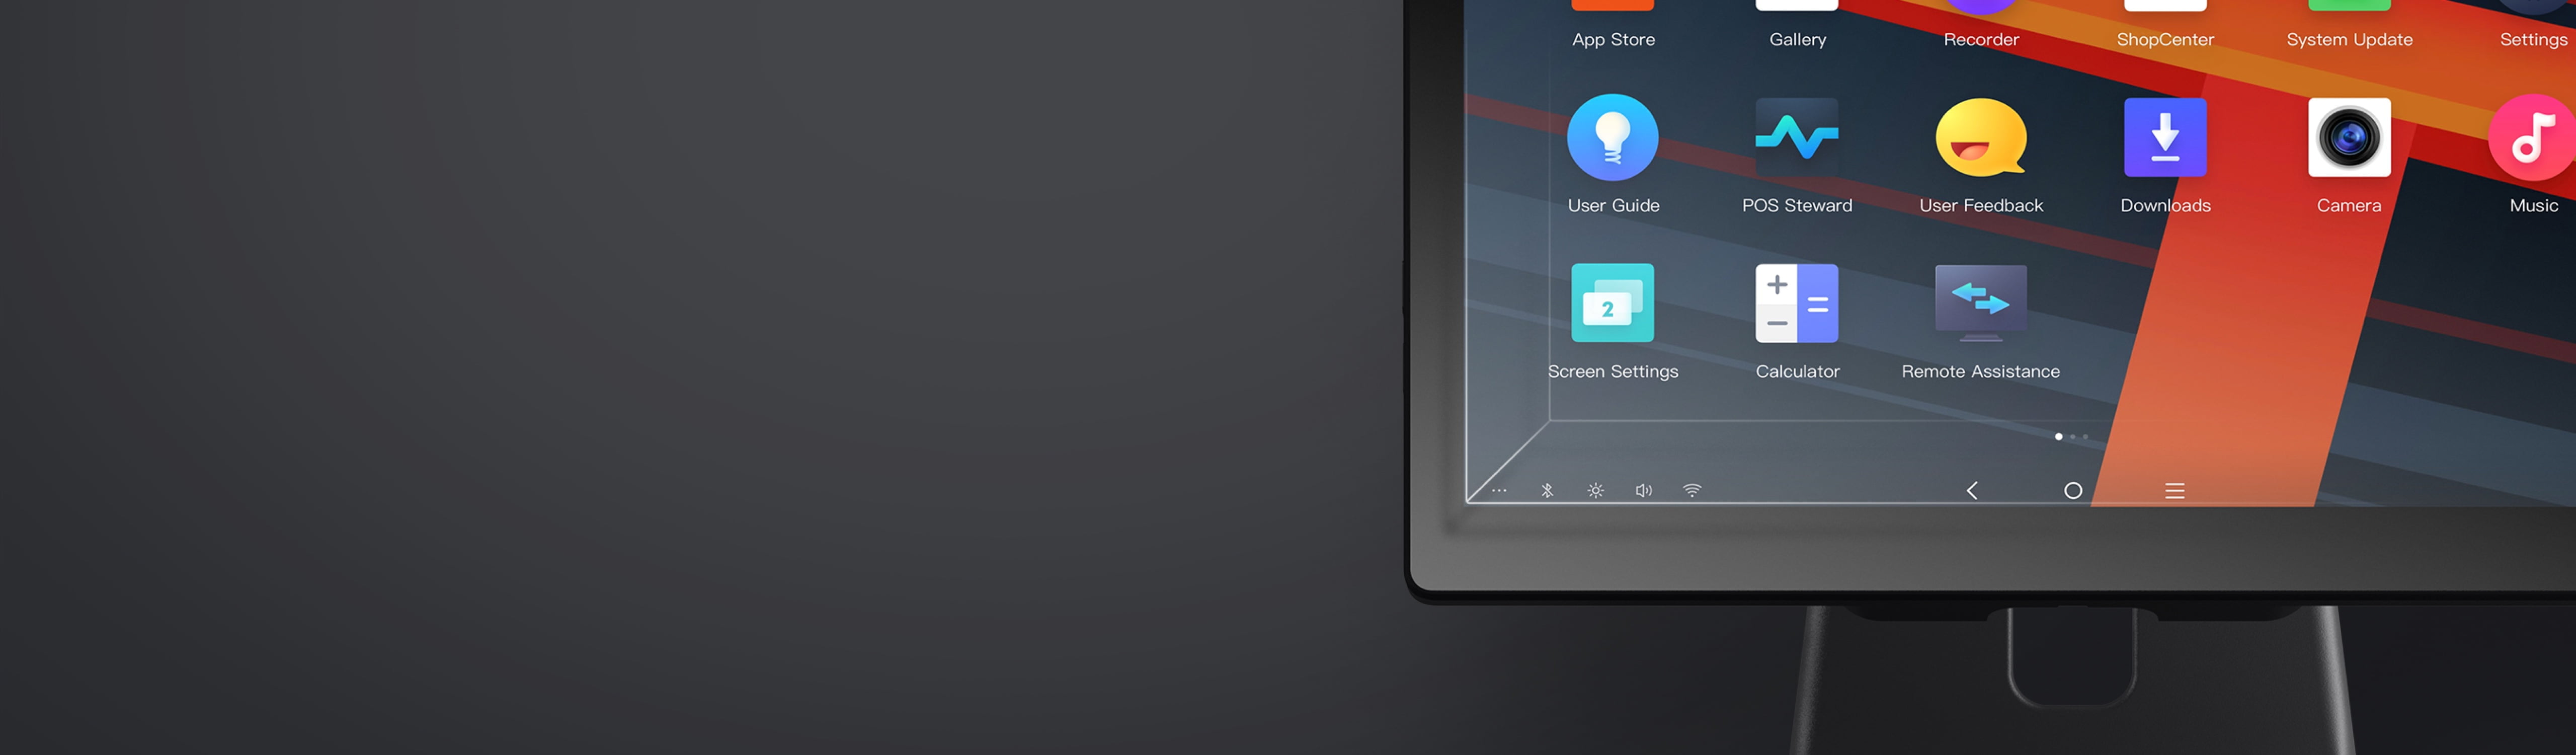 App Store Gallery Recorder ShopCenter System Update Settings
User Guide POS Steward User Feedback Downloads Camera Music
2
Screen Settings Calculator Remote Assistance